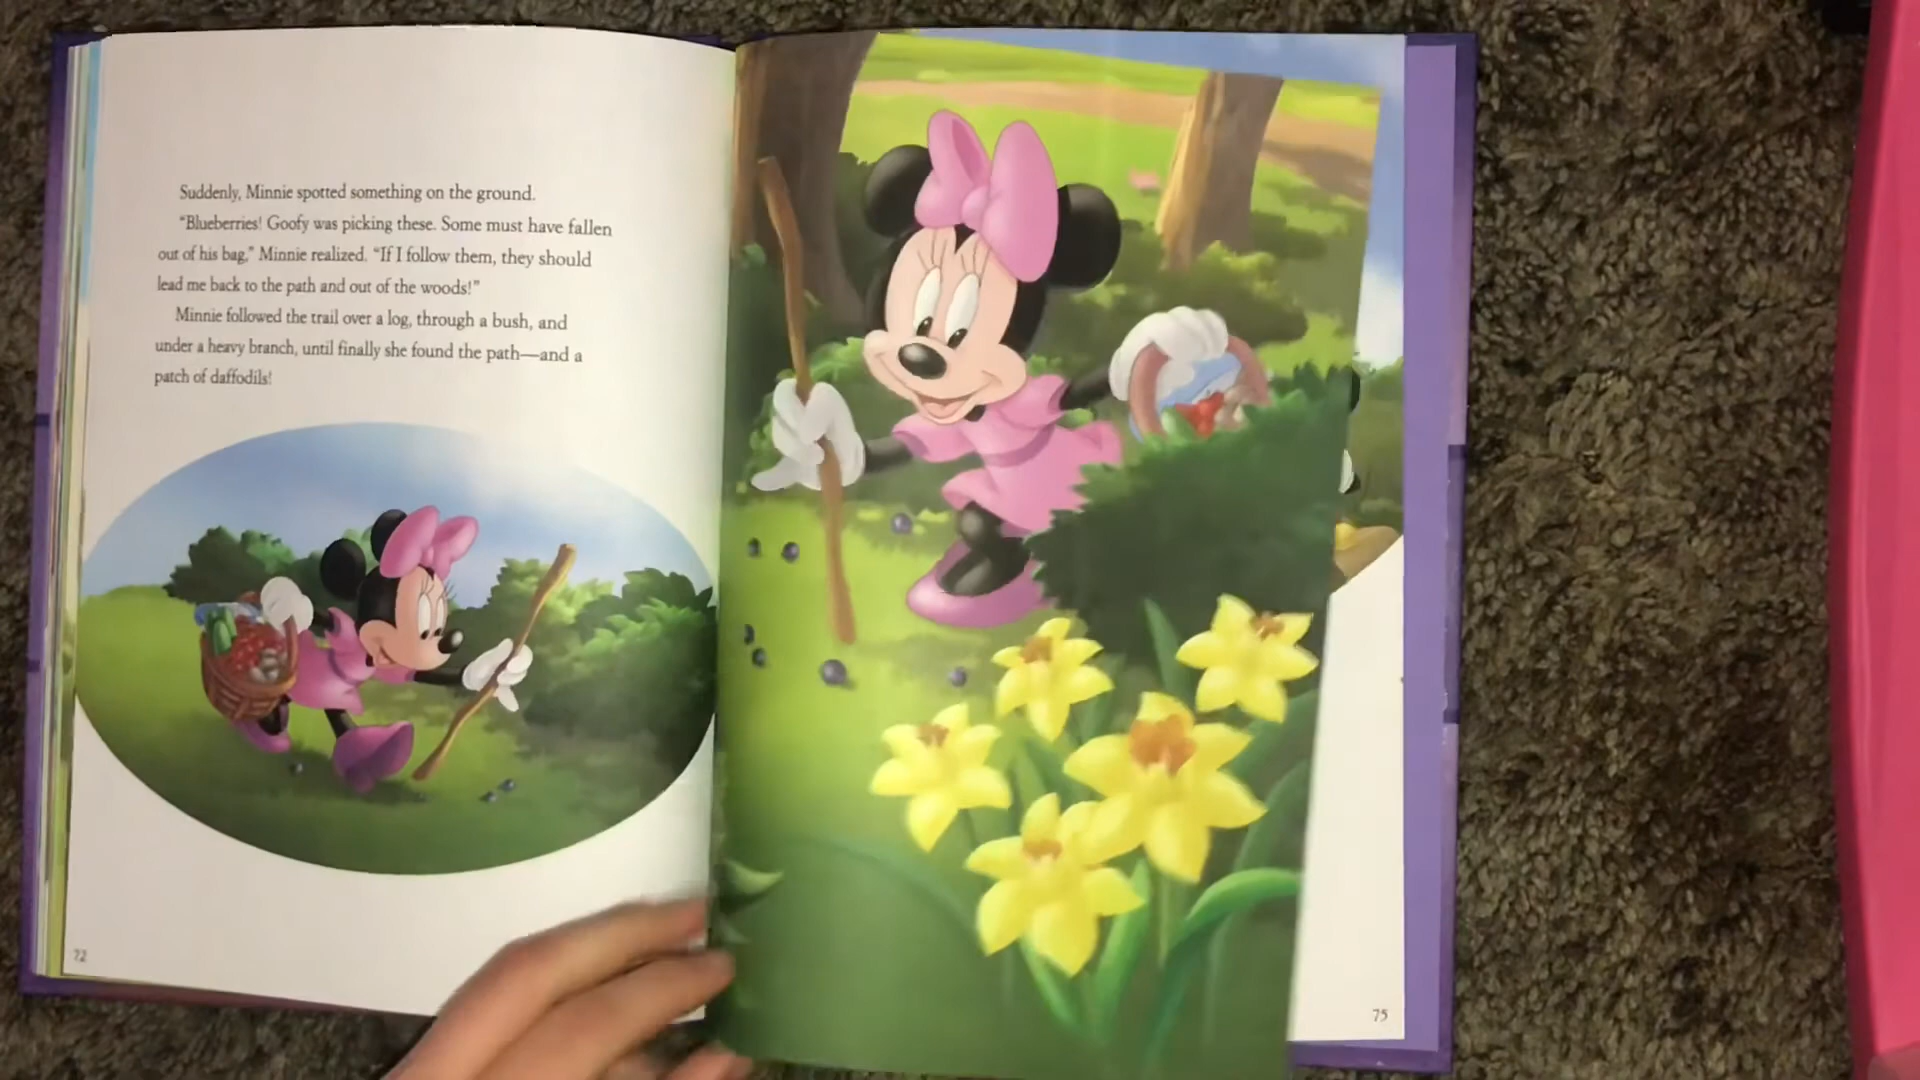 Suddenly, Minnie spotted something on the ground.
"Blueberries! Goofy was picking these. Some must have fallen
out of his bag," Minnie realized. "If I follow them, they should
lead me back to the path and out of the woods!"
Minnie followed the trail over a log, through a bush, and
under a heavy branch, until finally she found the path—and a
patch of daffodils!
72
75